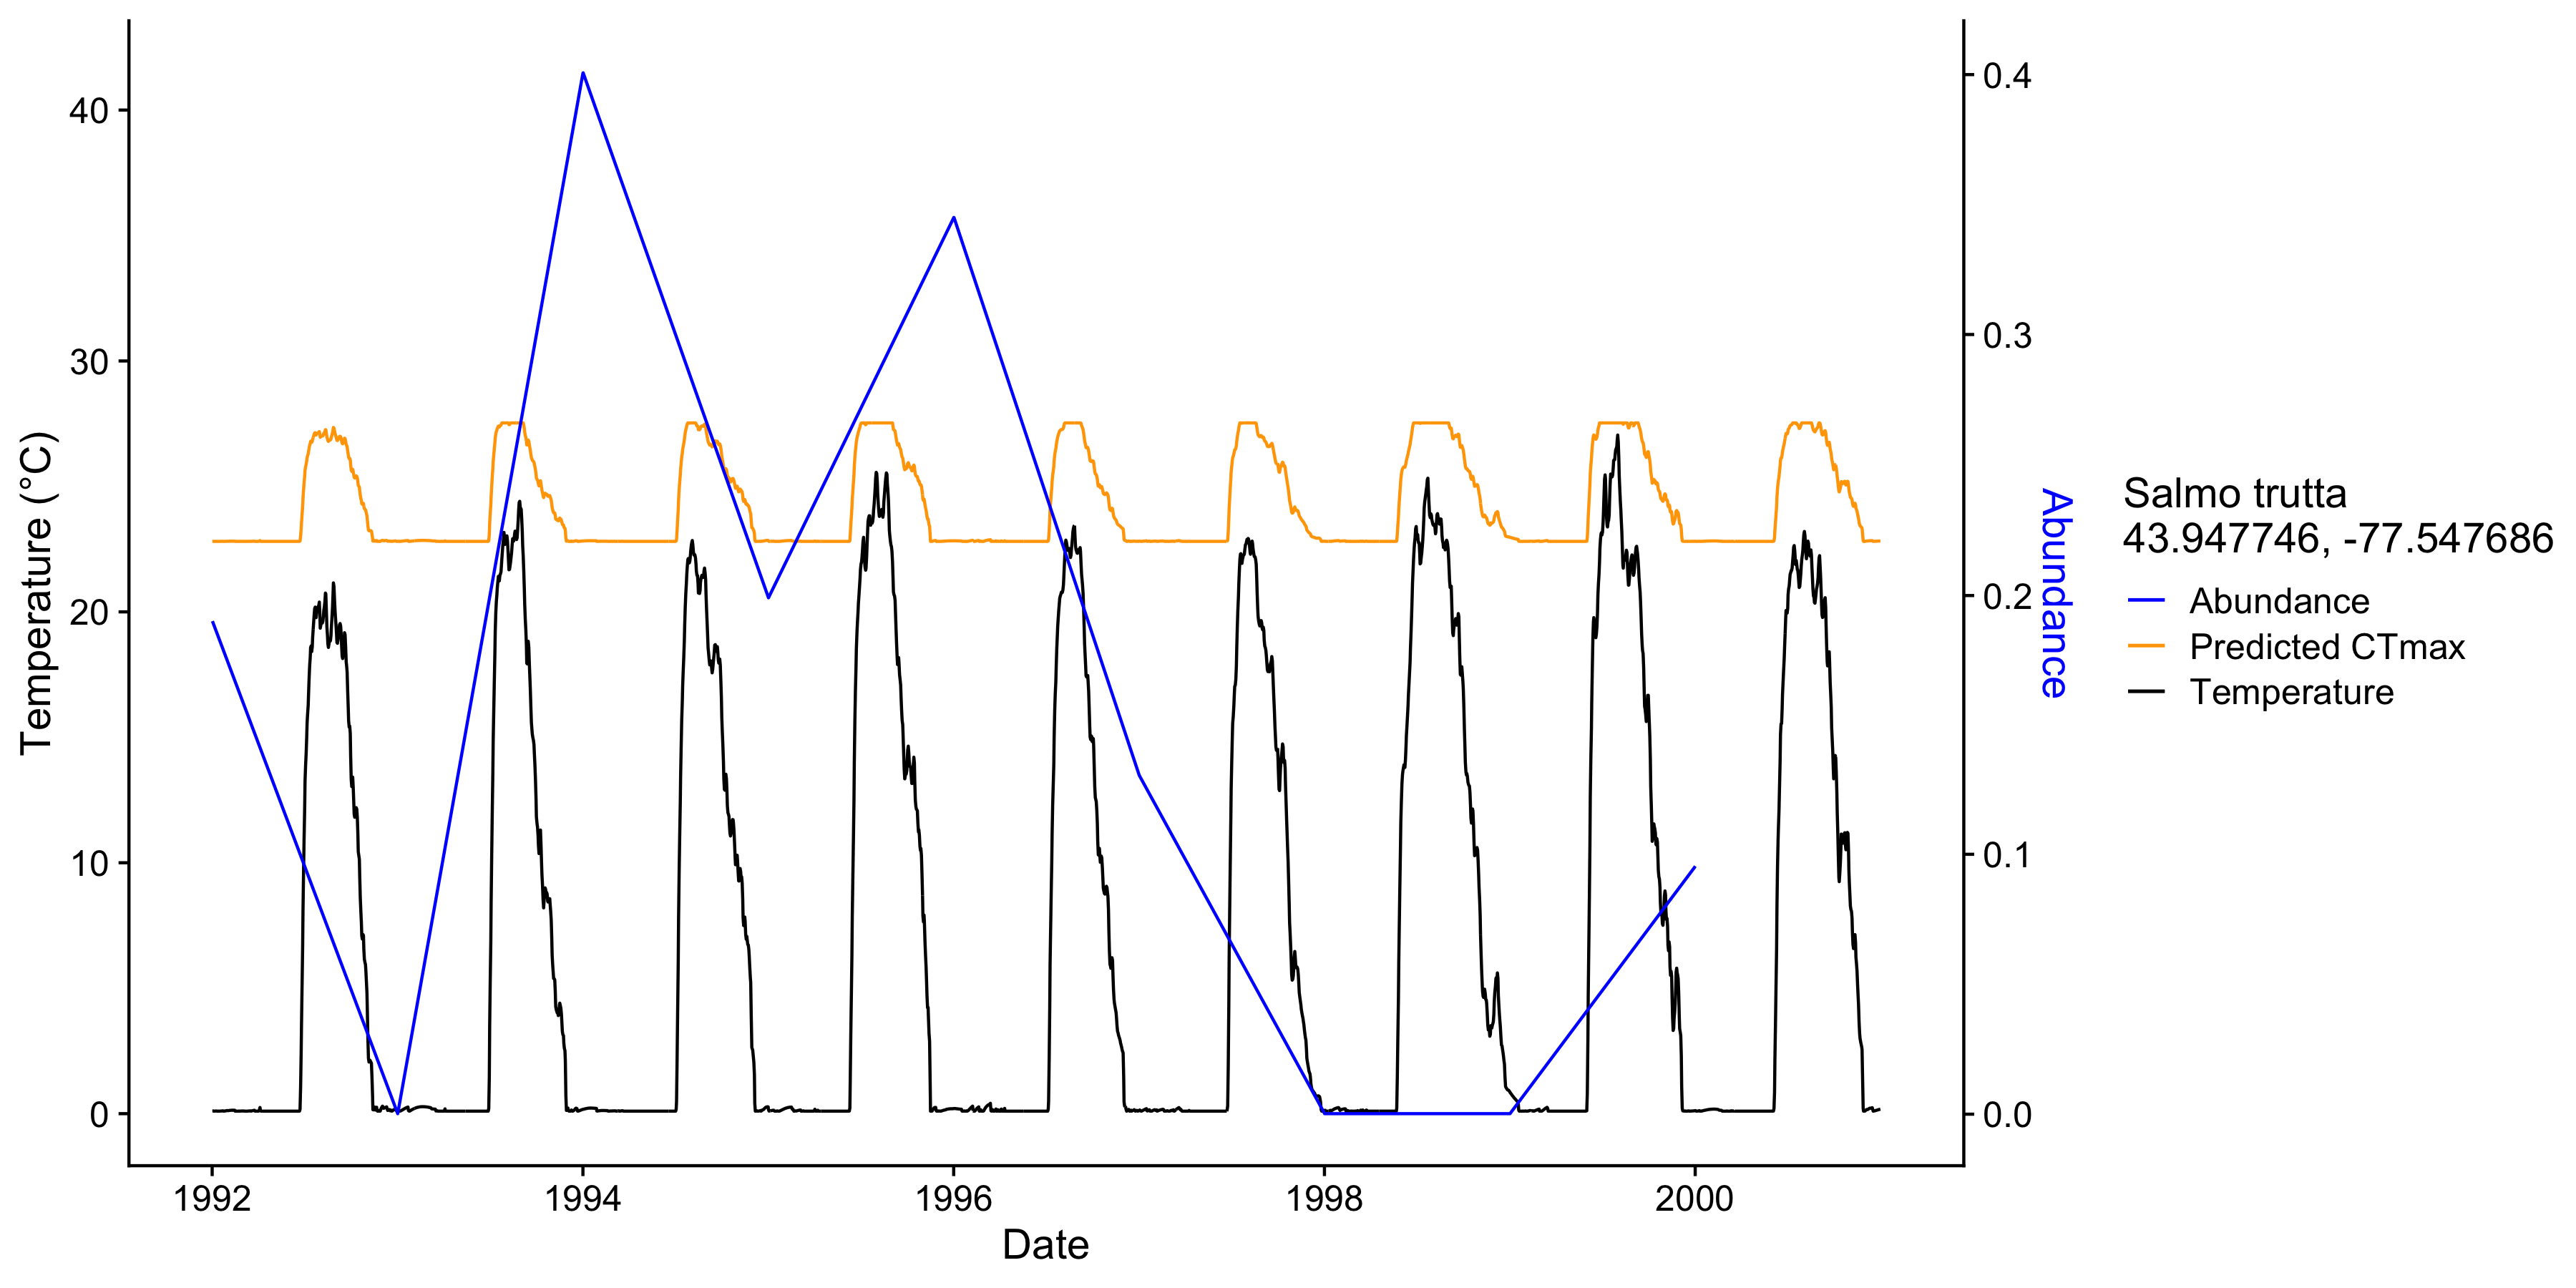 Temperature (°C)
40
30
20
10
0
1992
1994
1996
1998
2000
Date
0.4
0.3
0.2
0.1
0.0
Abundance
Salmo trutta
43.947746, -77.547686
Abundance
Predicted CTmax
Temperature